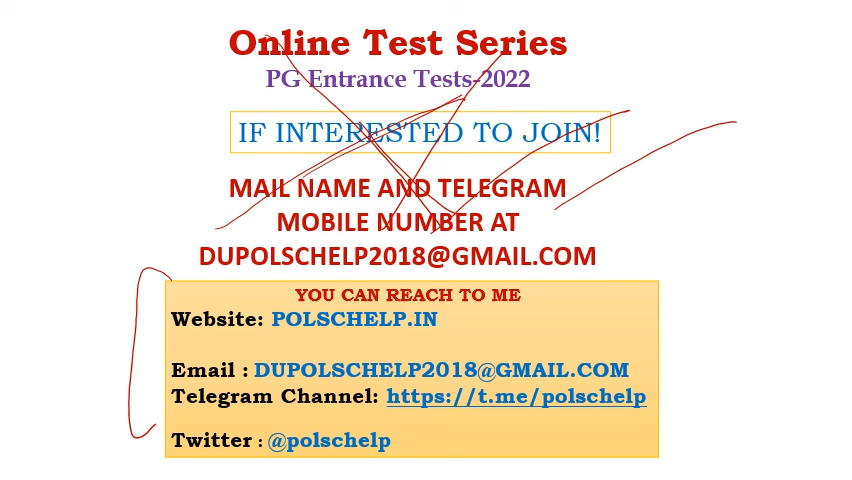 Online Test Series
PG Entrance Tests-2022
IF INTERESTED TO JOIN!
MAIL NAME AND TELEGRAM
MOBILE NUMBER AT
DUPOLSCHELP2018@GMAIL.COM
YOU CAN REACH TO ME
Website: POLSCHELP.IN
Email : DUPOLSCHELP2018@GMAIL.COM
Telegram Channel: https://t.me/polschelp
Twitter : @polschelp